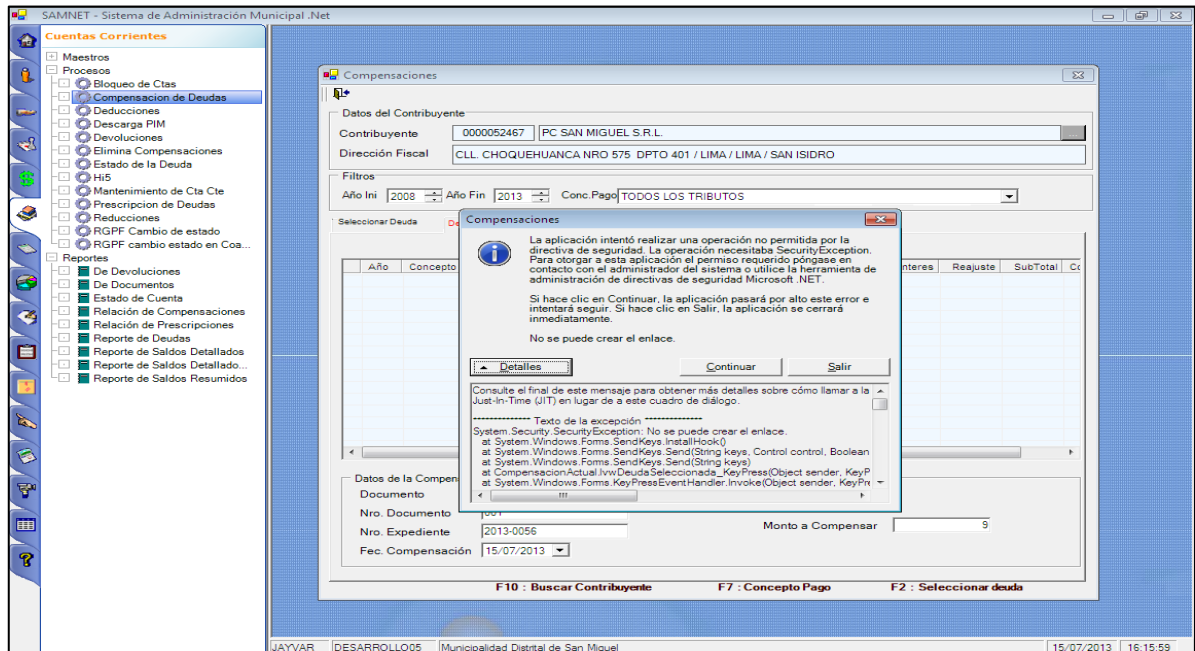 SAMNET - Sistema de Administración Municipal .Net
Cuentas Corrientes
Maestros
Procesos
Bloqueo de Ctas
Compensacion de Deudas
Deducciones
Descarga PIM
Devoluciones
Elimina Compensaciones
Estado de la Deuda
Hi5
Mantenimiento de Cta Cte
Prescripcion de Deudas
Reducciones
RGPF Cambio de estado
RGPF cambio estado en Coa...
Reportes
De Devoluciones
De Documentos
Estado de Cuenta
Relación de Compensaciones
Relación de Prescripciones
Reporte de Deudas
Reporte de Saldos Detallados
Reporte de Saldos Detallado...
Reporte de Saldos Resumidos
Compensaciones
Datos del Contribuyente
Contribuyente 0000052467 PC SAN MIGUEL S.R.L. ...
Dirección Fiscal CLL. CHOQUEHUANCA NRO 575 DPTO 401 / LIMA / LIMA / SAN ISIDRO
Filtros
Año Ini 2008 Año Fin 2013 Conc.Pago TODOS LOS TRIBUTOS
Seleccionar Deuda De
Año Concepto nteres Reajuste SubTotal Cc
Compensaciones
La aplicación intentó realizar una operación no permitida por la
directiva de seguridad. La operación necesitaba SecurityException.
Para otorgar a esta aplicación el permiso requerido póngase en
contacto con el administrador del sistema o utilice la herramienta de
administración de directivas de seguridad Microsoft .NET.
Si hace clic en Continuar, la aplicación pasará por alto este error e
intentará seguir. Si hace clic en Salir, la aplicación se cerrará
inmediatamente.
No se puede crear el enlace.
Detalles Continuar Salir
Consulte el final de este mensaje para obtener más detalles sobre cómo llamar a la
Just-In-Time (JIT) en lugar de a este cuadro de diálogo.
************** Texto de la excepción **************
System.Security.SecurityException: No se puede crear el enlace.
at System.Windows.Forms.SendKeys.InstallHook()
at System.Windows.Forms.SendKeys.Send(String keys, Control control, Boolean
at System.Windows.Forms.SendKeys.Send(String keys)
at CompensacionActual.lvwDeudaSeleccionada_KeyPress(Object sender, KeyP
at System.Windows.Forms.KeyPressEventHandler.Invoke(Object sender, KeyPre
Datos de la Compen
Documento
Nro. Documento 001
Nro. Expediente 2013-0056
Monto a Compensar 9
Fec. Compensación 15/07/2013
F10 : Buscar Contribuyente F7 : Concepto Pago F2 : Seleccionar deuda
JAYVAR DESARROLLO05 Municipalidad Distrital de San Miguel 15/07/2013 16:15:59